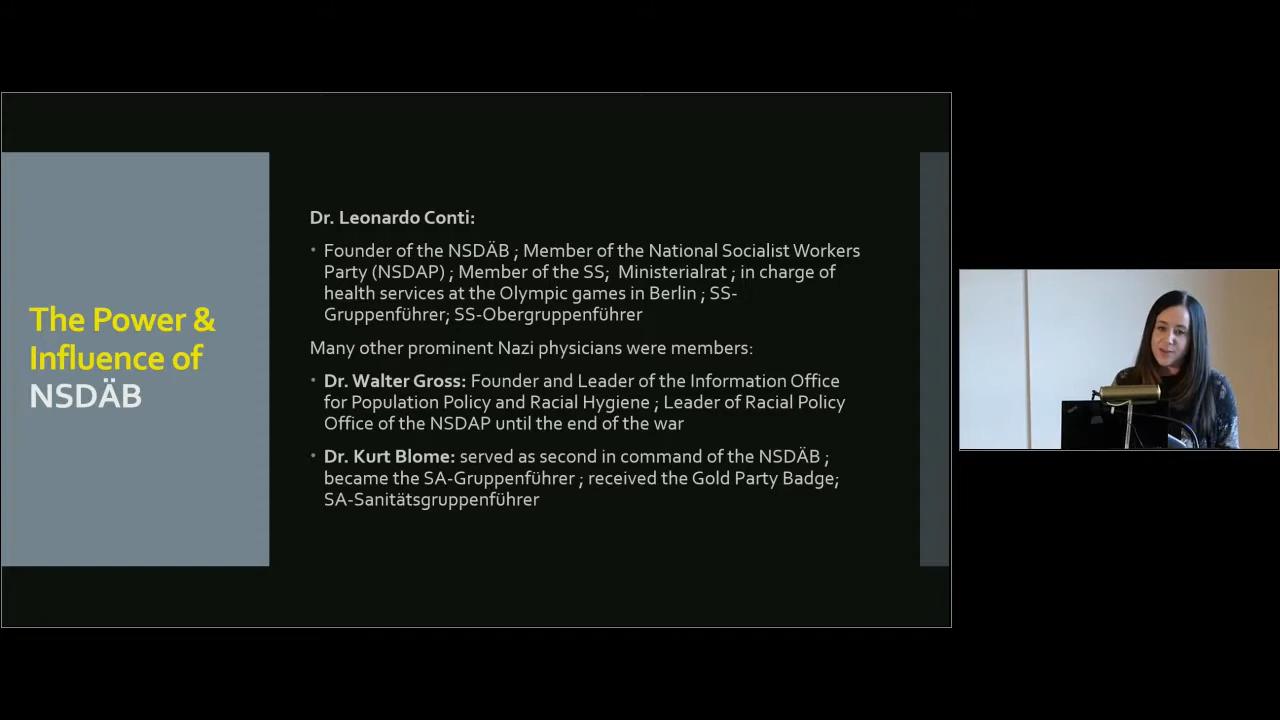 The Power &
Influence of
NSDÄB
Dr. Leonardo Conti:
• Founder of the NSDÄB ; Member of the National Socialist Workers
Party (NSDAP) ; Member of the SS; Ministerialrat ; in charge of
health services at the Olympic games in Berlin ; SS-
Gruppenführer; SS-Obergruppenführer
Many other prominent Nazi physicians were members:
• Dr. Walter Gross: Founder and Leader of the Information Office
for Population Policy and Racial Hygiene ; Leader of Racial Policy
Office of the NSDAP until the end of the war
• Dr. Kurt Blome: served as second in command of the NSDÄB ;
became the SA-Gruppenführer ; received the Gold Party Badge;
SA-Sanitätsgruppenführer